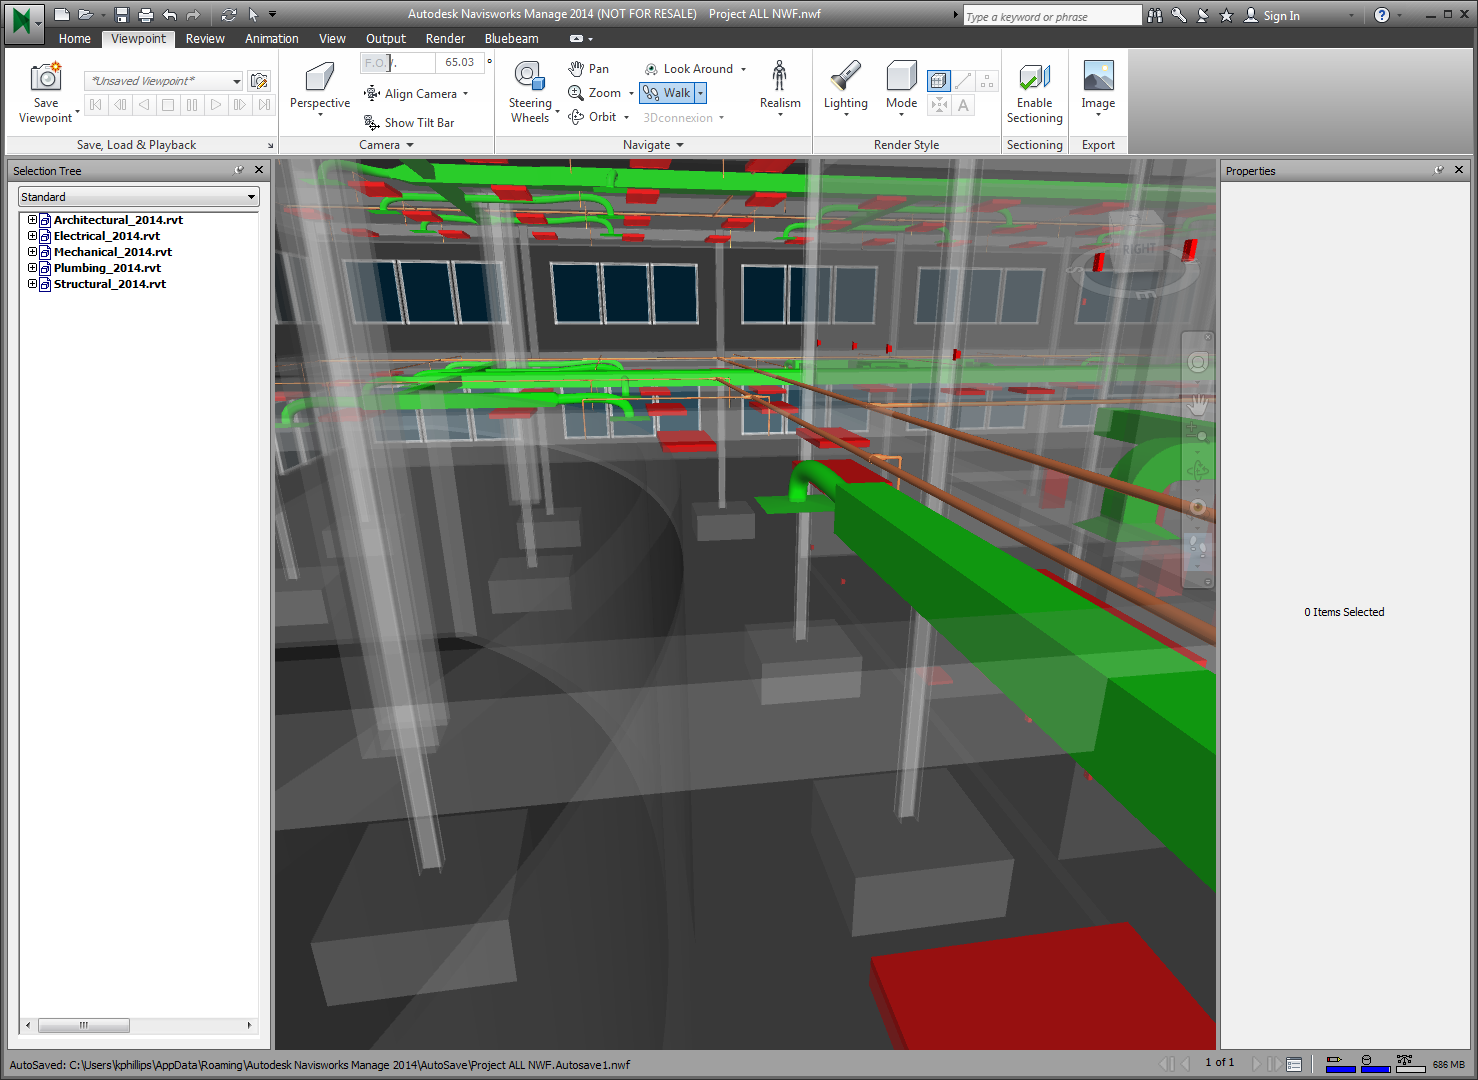 Autodesk Navisworks Manage 2014 (NOT FOR RESALE) Project ALL NWF.nwf
Type a keyword or phrase
Sign In
Home Viewpoint Review Animation View Output Render Bluebeam
Save Viewpoint
*Unsaved Viewpoint*
Save, Load & Playback
Perspective
F.O.V.
65.03 °
Align Camera
Show Tilt Bar
Camera
Steering Wheels
Pan
Zoom
Orbit
Look Around
Walk
3Dconnexion
Navigate
Realism
Lighting
Mode
A
Render Style
Enable Sectioning
Sectioning
Image
Export
Selection Tree
Standard
Architectural_2014.rvt
Electrical_2014.rvt
Mechanical_2014.rvt
Plumbing_2014.rvt
Structural_2014.rvt
RIGHT
Properties
0 Items Selected
AutoSaved: C:\Users\kphillips\AppData\Roaming\Autodesk Navisworks Manage 2014\AutoSave\Project ALL NWF.Autosave1.nwf
1 of 1
686 MB